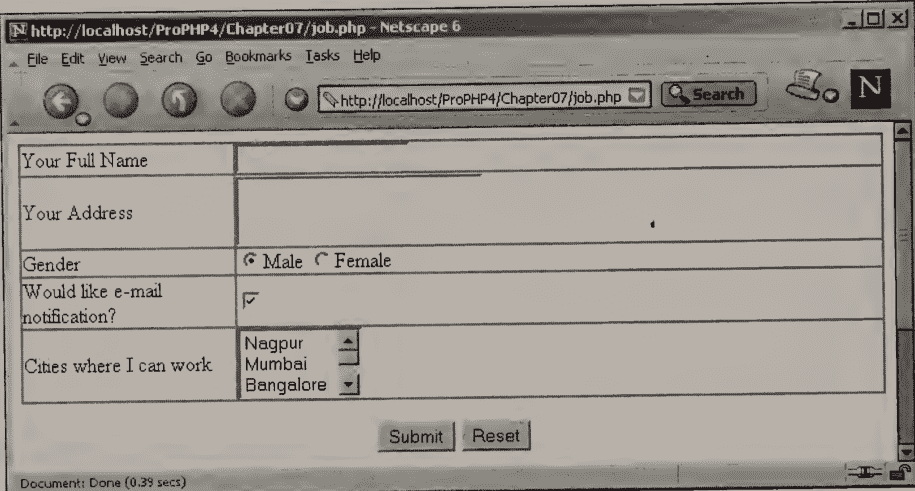 N http://localhost/ProPHP4/Chapter07/job.php - Netscape 6
File Edit View Search Go Bookmarks Tasks Help
http://localhost/ProPHP4/Chapter07/job.php Search N
Your Full Name
Your Address
Gender Male Female
Would like e-mail
notification?
Cities where I can work
Nagpur
Mumbai
Bangalore
Submit Reset
Document: Done (0.39 secs)